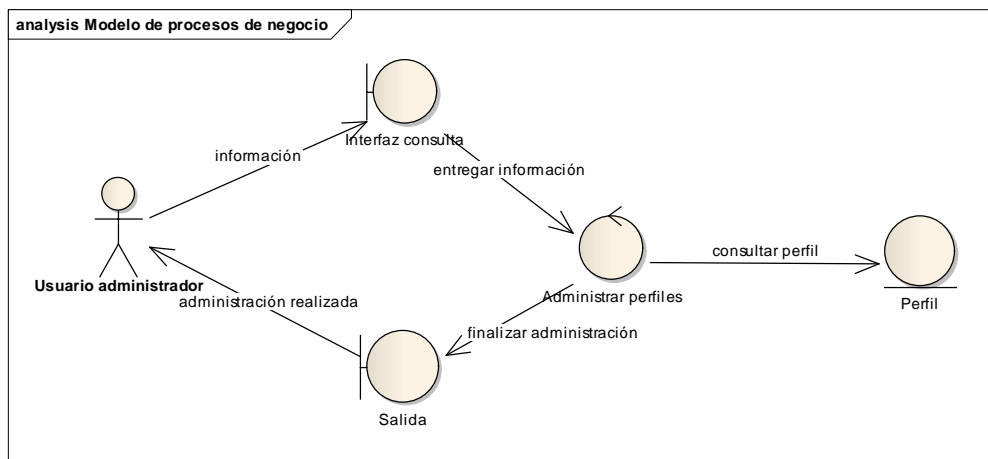 analysis Modelo de procesos de negocio
Interfaz consulta
información
entregar información
consultar perfil
Usuario administrador
Administrar perfiles
Perfil
administración realizada
finalizar administración
Salida